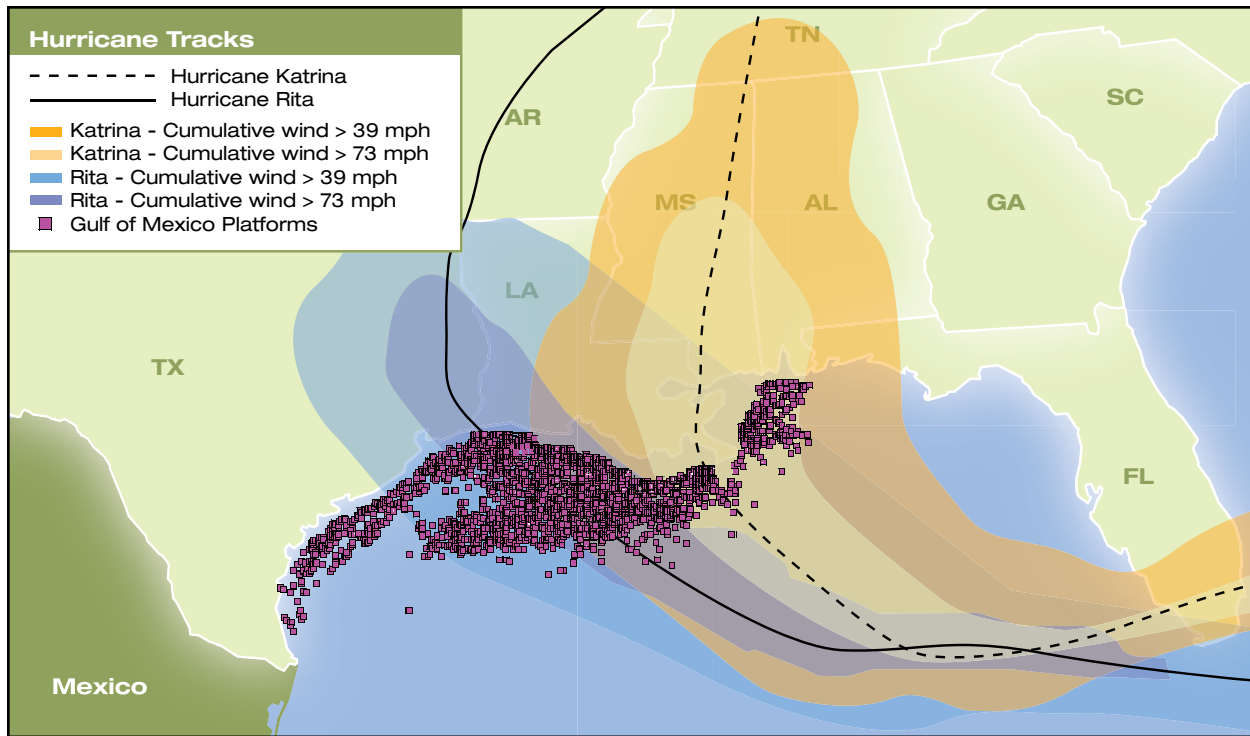 Hurricane Tracks
Hurricane Katrina
Hurricane Rita
Katrina - Cumulative wind > 39 mph
Katrina - Cumulative wind > 73 mph
Rita - Cumulative wind > 39 mph
Rita - Cumulative wind > 73 mph
Gulf of Mexico Platforms
TN
AR
SC
MS
AL
GA
LA
TX
FL
Mexico